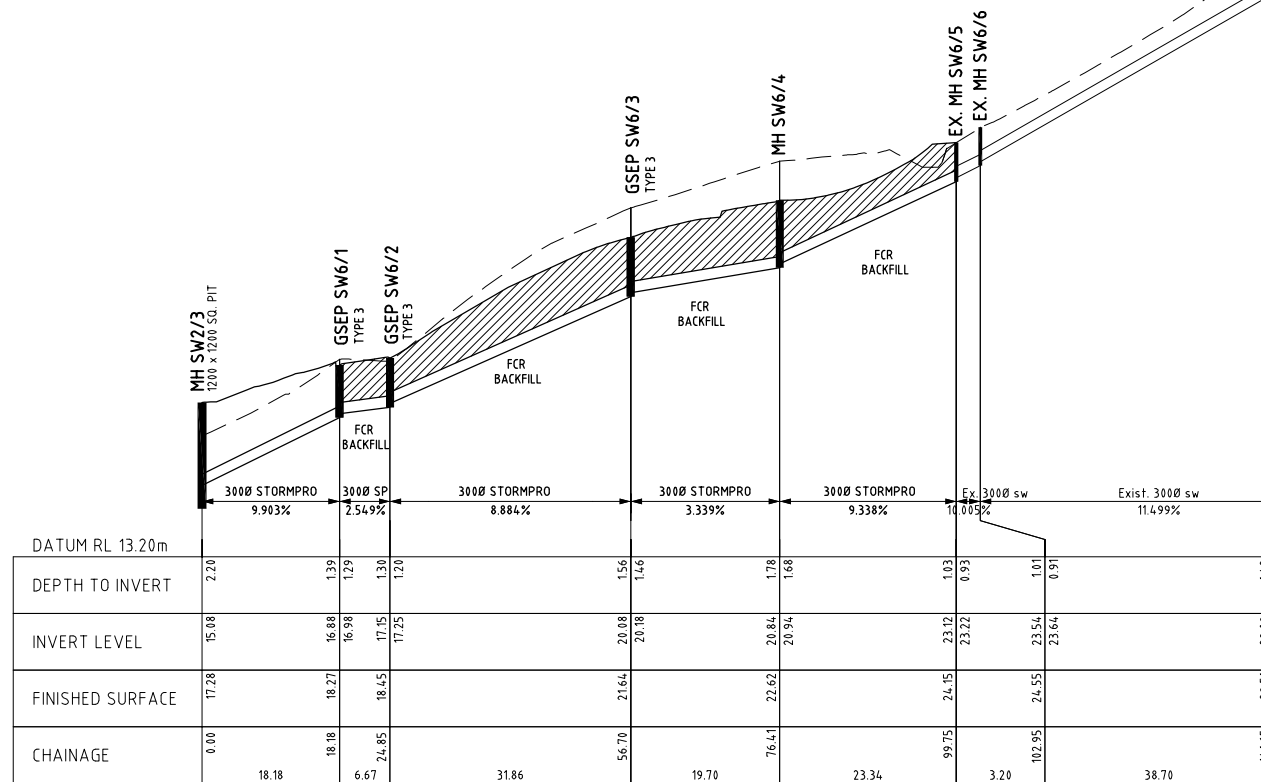 EX. MH SW6/5
EX. MH SW6/6
MH SW6/4
GSEP SW6/3
TYPE 3
GSEP SW6/1
TYPE 3
GSEP SW6/2
TYPE 3
MH SW2/3
1200 x 1200 SQ. PIT
FCR
BACKFILL
FCR
BACKFILL
FCR
BACKFILL
FCR
BACKFILL
300Ø STORMPRO
9.903%
300Ø SP
2.549%
300Ø STORMPRO
8.884%
300Ø STORMPRO
3.339%
300Ø STORMPRO
9.338%
Ex. 300Ø sw
10.005%
Exist. 300Ø sw
11.499%
DATUM RL 13.20m
DEPTH TO INVERT 2.20 1.39 1.29 1.30 1.20 1.56 1.46 1.78 1.68 1.03 0.93 1.01 0.91
INVERT LEVEL 15.08 16.88 16.98 17.15 17.25 20.08 20.18 20.84 20.94 23.12 23.22 23.54 23.64
FINISHED SURFACE 17.28 18.27 18.45 21.64 22.62 24.15 24.55
CHAINAGE 0.00 18.18 24.85 56.70 76.41 99.75 102.95
18.18 6.67 31.86 19.70 23.34 3.20 38.70